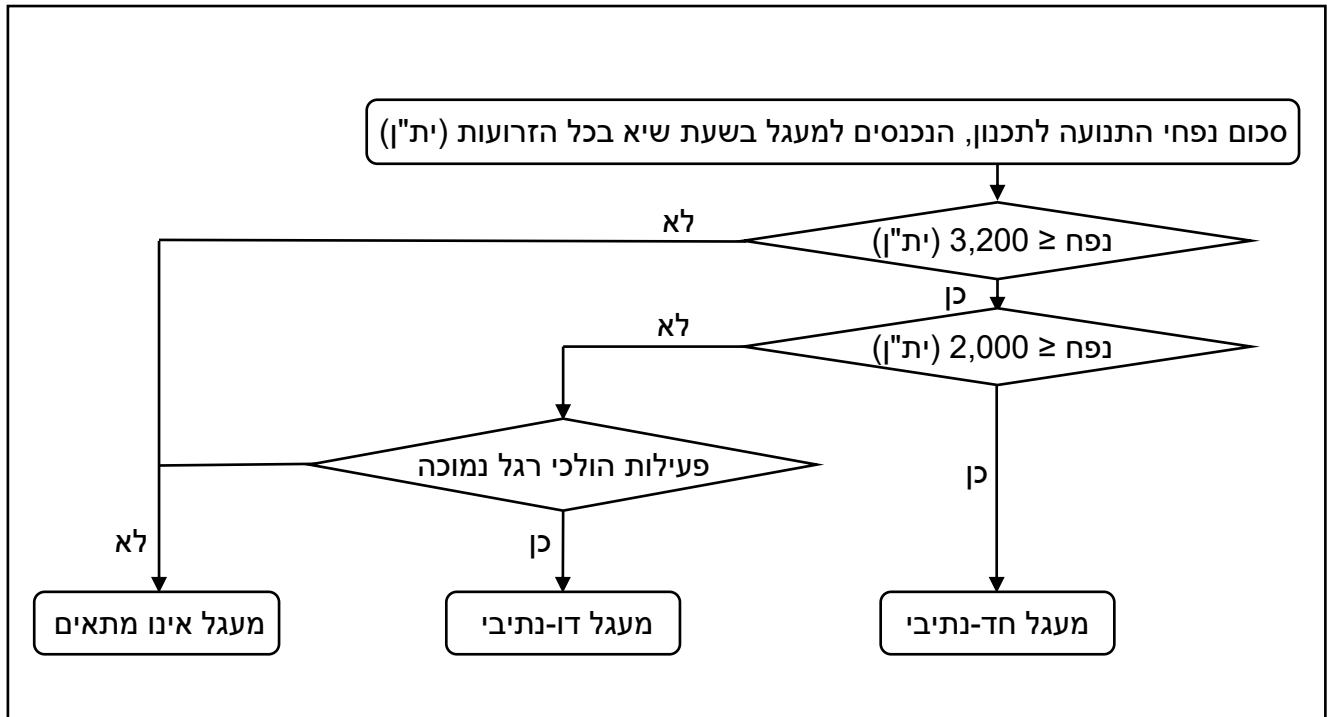 סכום נפחי התנועה לתכנון, הנכנסים למעגל בשעת שיא בכל הזרועות (ית"ן)
לא
נפח ≤ 3,200 (ית"ן)
כן
לא
נפח ≤ 2,000 (ית"ן)
פעילות הולכי רגל נמוכה
כן
כן
לא
מעגל חד-נתיבי
מעגל דו-נתיבי
מעגל אינו מתאים